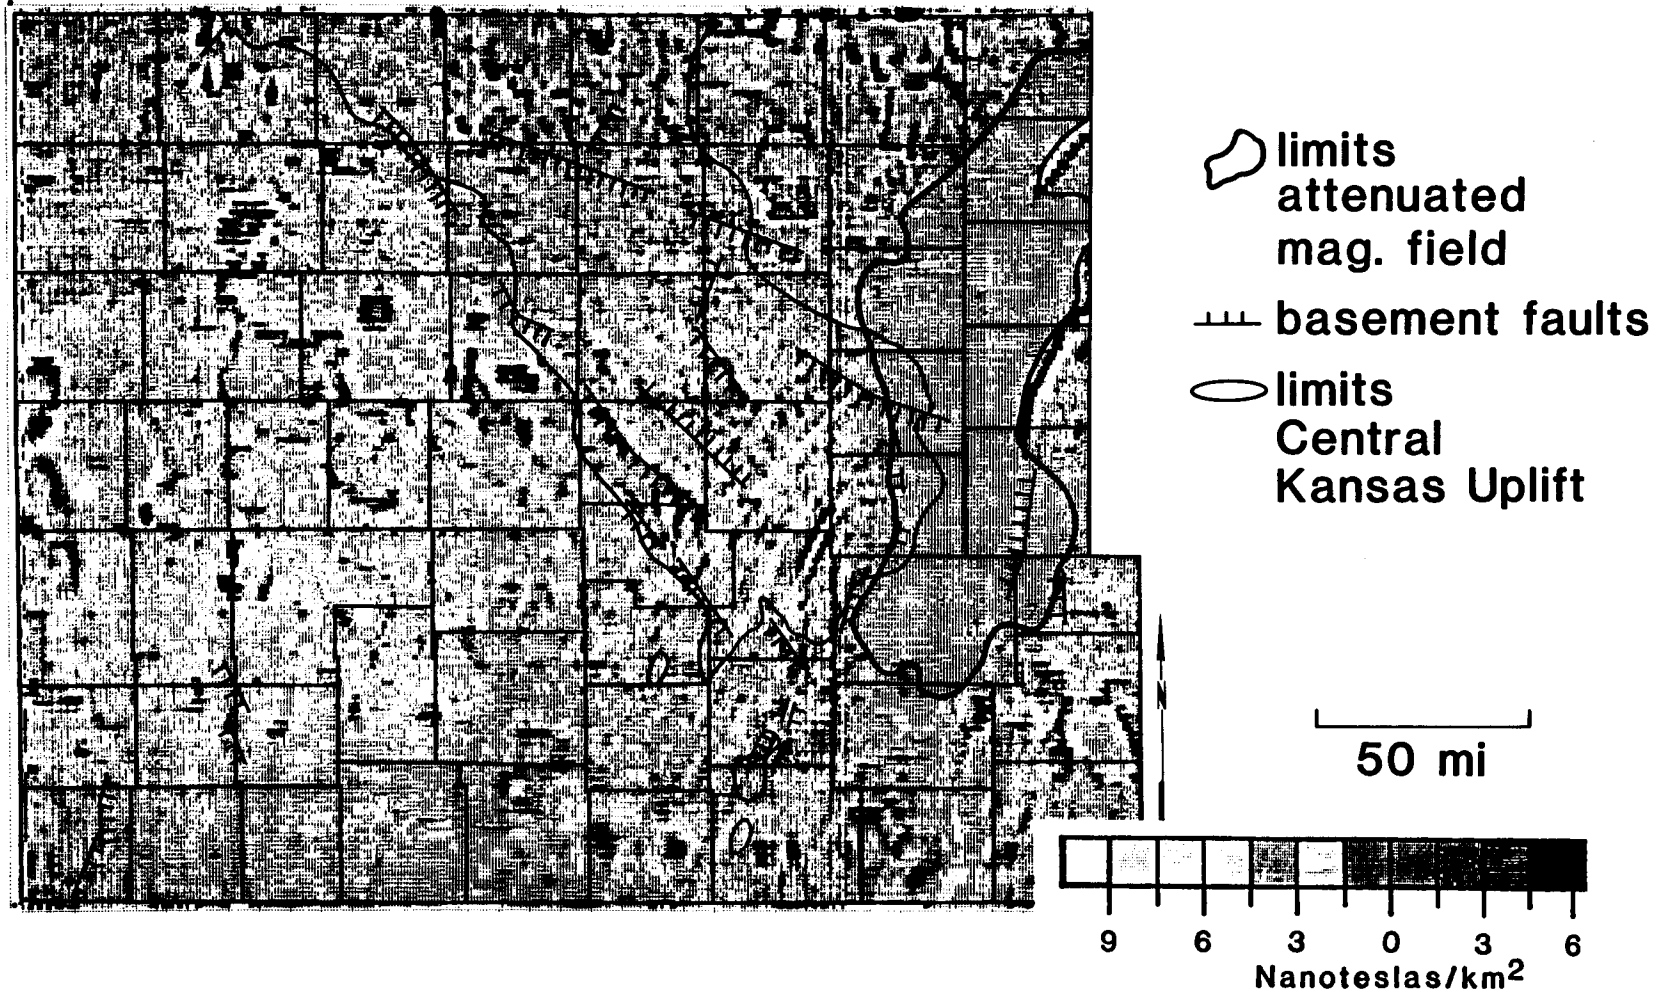 limits
attenuated
mag. field
basement faults
limits
Central
Kansas Uplift
N
50 mi
9 6 3 0 3 6
Nanoteslas/km²